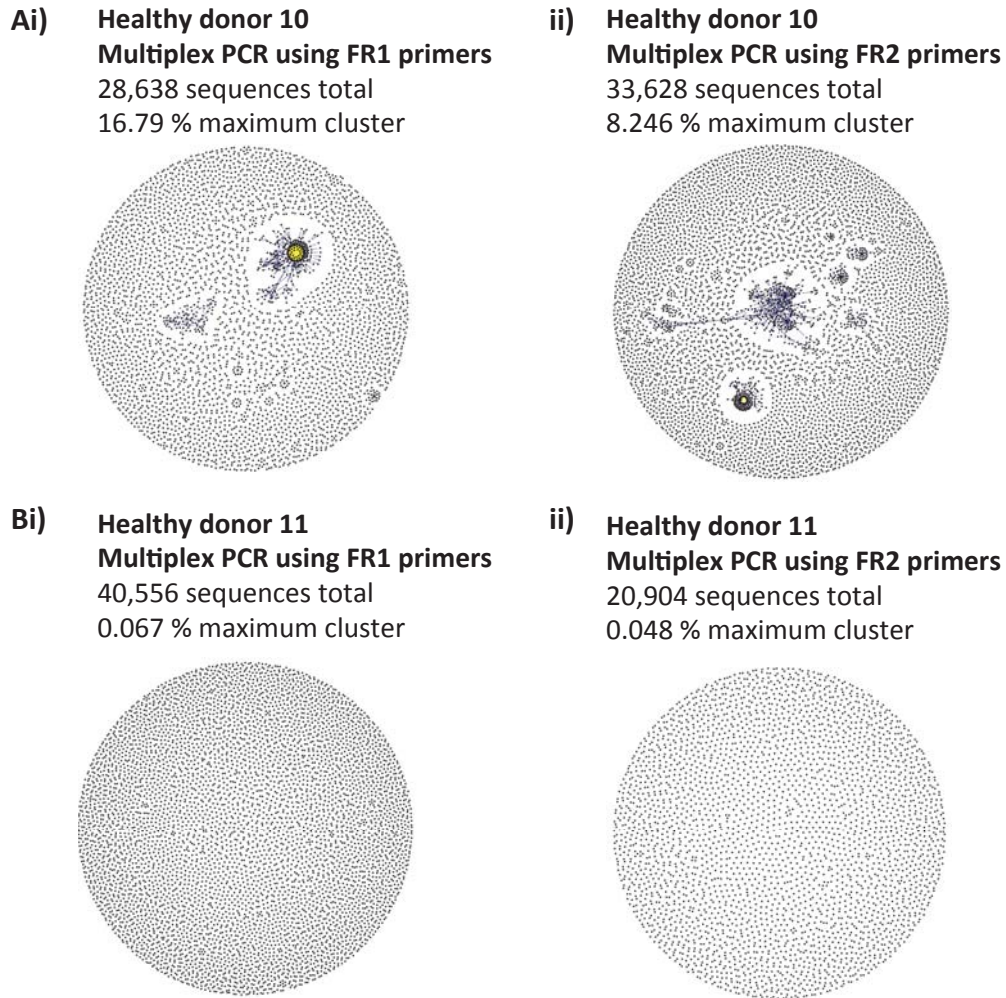 Ai)
Healthy donor 10
Multiplex PCR using FR1 primers
28,638 sequences total
16.79 % maximum cluster
ii)
Healthy donor 10
Multiplex PCR using FR2 primers
33,628 sequences total
8.246 % maximum cluster
Bi)
Healthy donor 11
Multiplex PCR using FR1 primers
40,556 sequences total
0.067 % maximum cluster
ii)
Healthy donor 11
Multiplex PCR using FR2 primers
20,904 sequences total
0.048 % maximum cluster